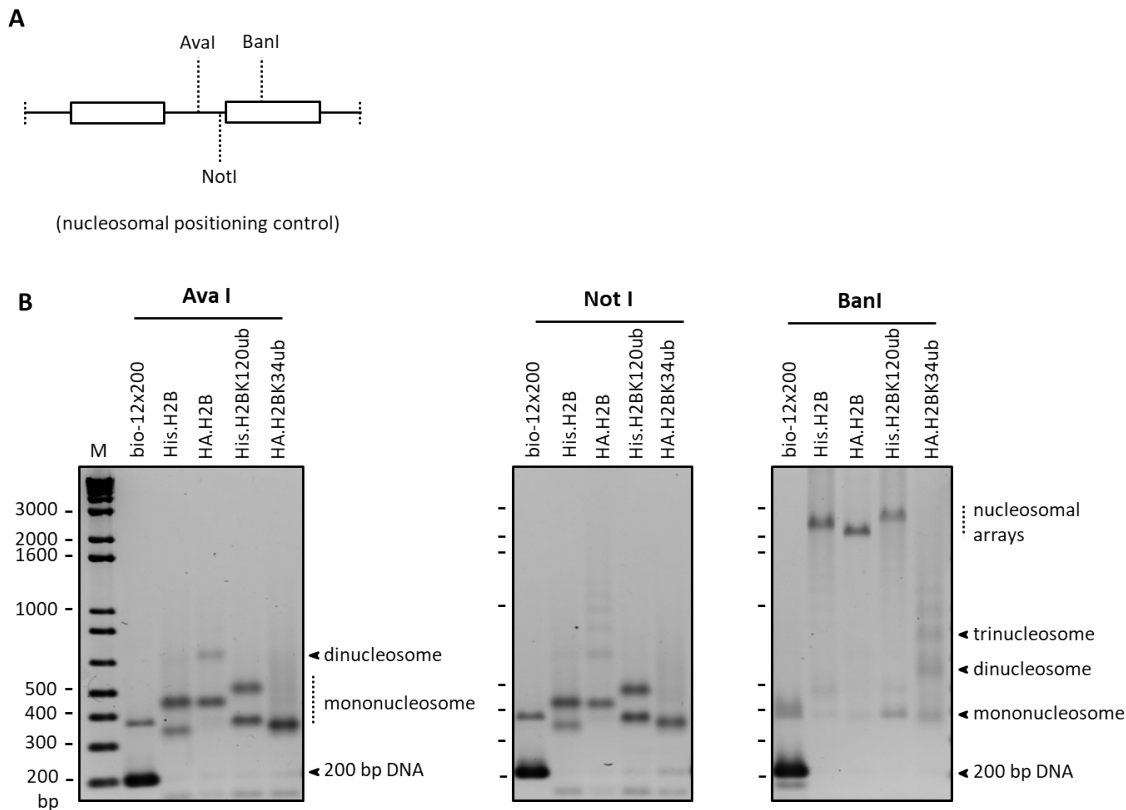 A
AvaI
BanI
NotI
(nucleosomal positioning control)
B
Ava I
Not I
BanI
M
bio-12x200
His.H2B
HA.H2B
His.H2BK120ub
HA.H2BK34ub
bio-12x200
His.H2B
HA.H2B
His.H2BK120ub
HA.H2BK34ub
bio-12x200
His.H2B
HA.H2B
His.H2BK120ub
HA.H2BK34ub
3000
2000
1600
1000
500
400
300
200
bp
dinucleosome
mononucleosome
200 bp DNA
nucleosomal
arrays
trinucleosome
dinucleosome
mononucleosome
200 bp DNA